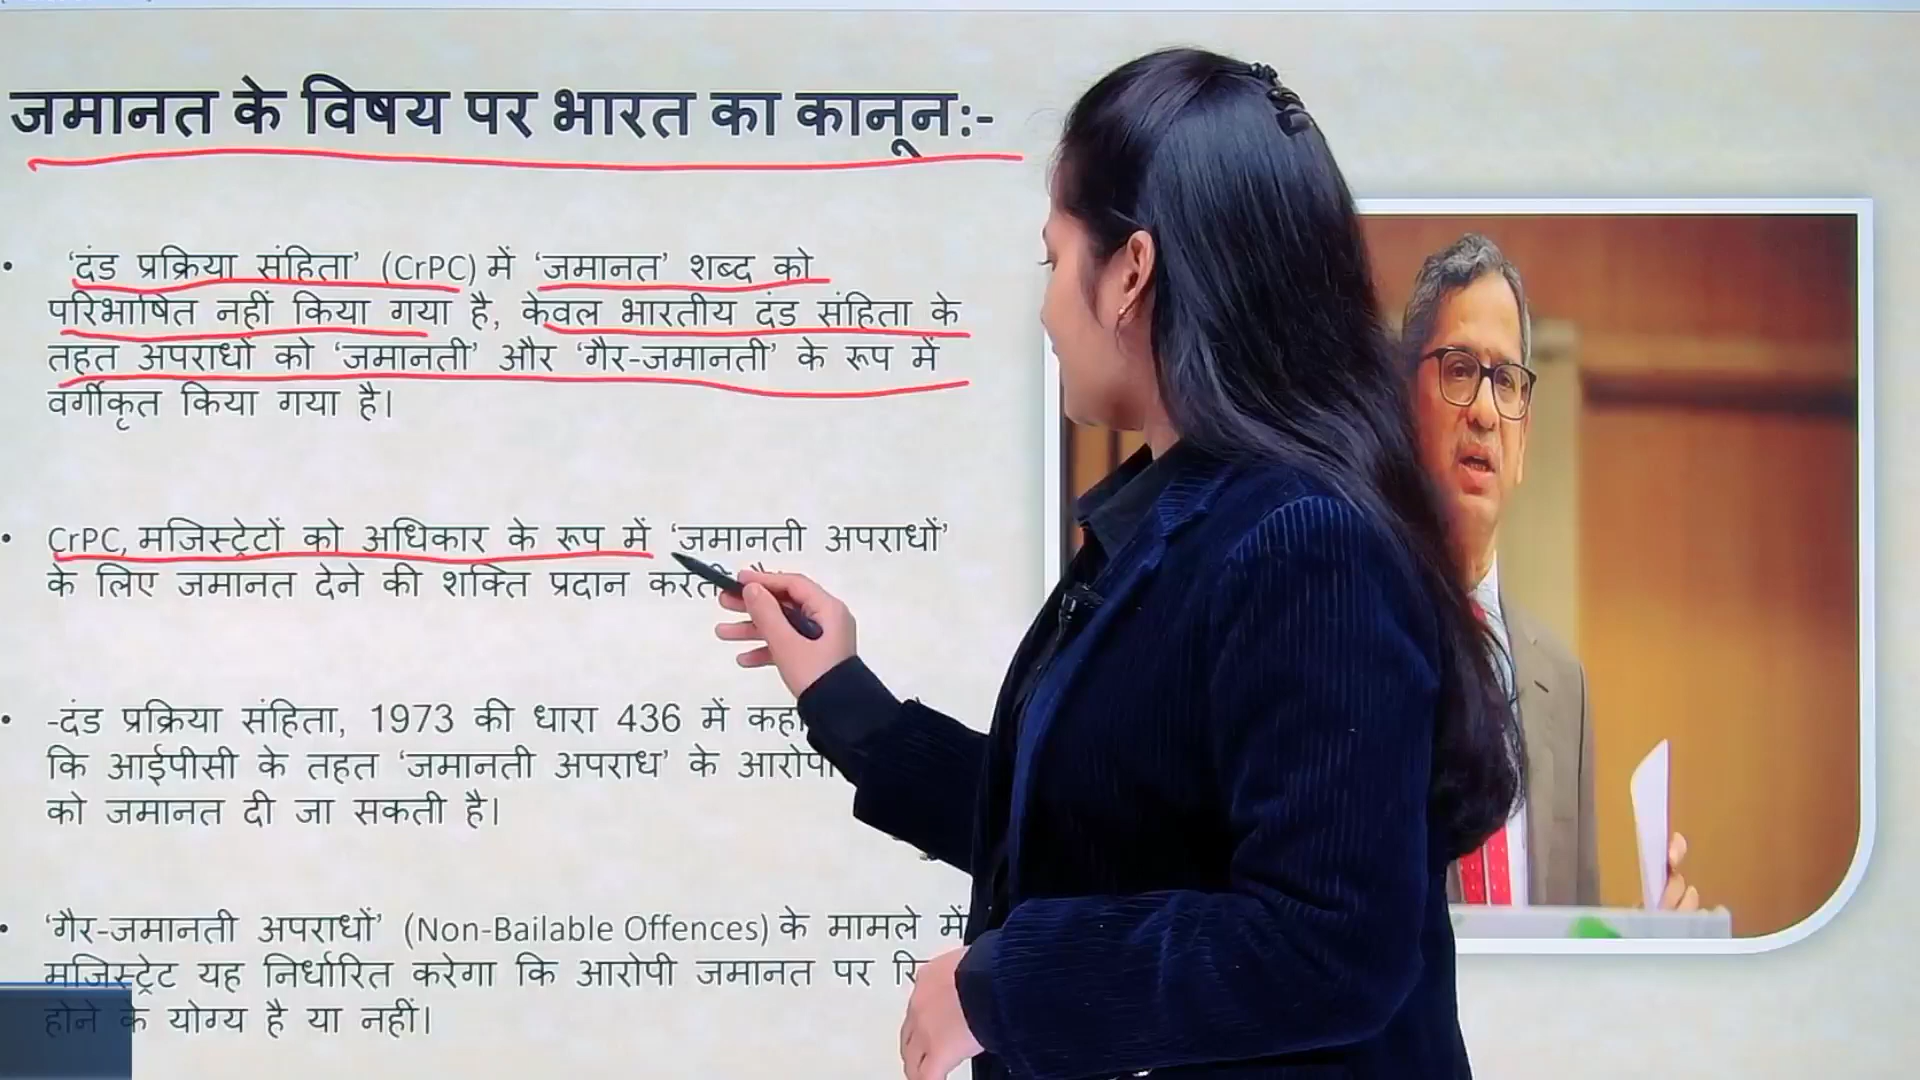 जमानत के विषय पर भारत का कानून:-
• 'दंड प्रक्रिया संहिता' (CrPC) में 'जमानत' शब्द को
परिभाषित नहीं किया गया है, केवल भारतीय दंड संहिता के
तहत अपराधों को 'जमानती' और 'गैर-जमानती' के रूप में
वर्गीकृत किया गया है।
• CrPC, मजिस्ट्रेटों को अधिकार के रूप में 'जमानती अपराधों'
के लिए जमानत देने की शक्ति प्रदान
• -दंड प्रक्रिया संहिता, 1973 की धारा 436 में कहा
कि आईपीसी के तहत 'जमानती अपराध' के आरोपी
को जमानत दी जा सकती है।
• 'गैर-जमानती अपराधों' (Non-Bailable Offences) के मामले में
मजिस्ट्रेट यह निर्धारित करेगा कि आरोपी जमानत पर
होने के योग्य है या नहीं।